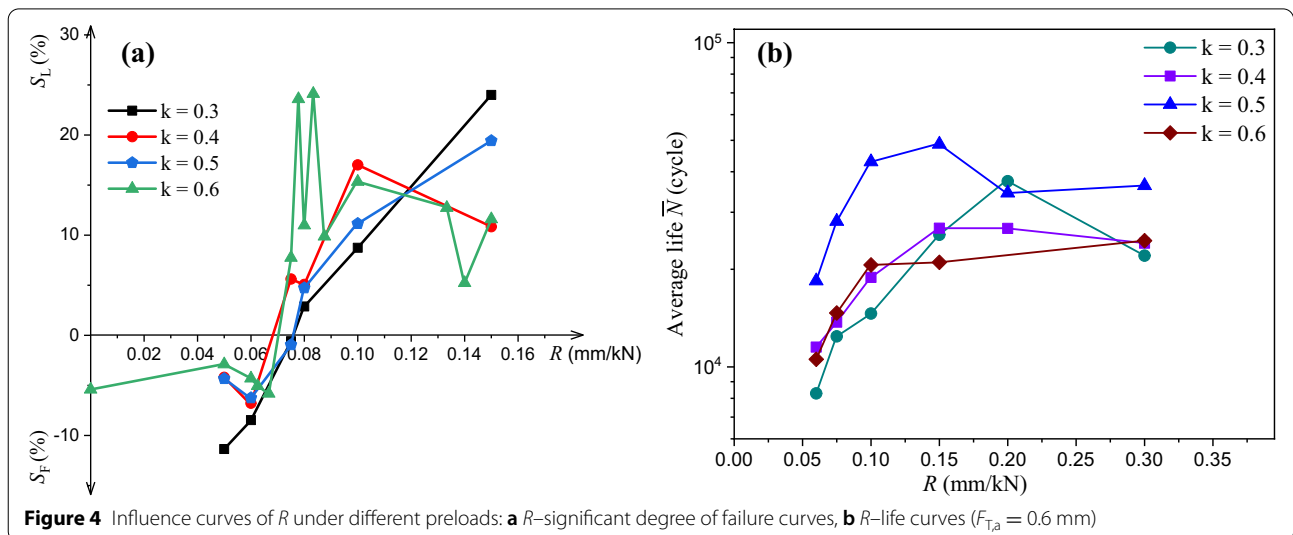 (a)
S_L (%)
30
20
10
0
-10
S_F (%)
k = 0.3
k = 0.4
k = 0.5
k = 0.6
0.02 0.04 0.06 0.08 0.10 0.12 0.14 0.16 R (mm/kN)
(b)
Average life N̅ (cycle)
10^5
10^4
k = 0.3
k = 0.4
k = 0.5
k = 0.6
0.00 0.05 0.10 0.15 0.20 0.25 0.30 0.35
R (mm/kN)
Figure 4 Influence curves of R under different preloads: a R–significant degree of failure curves, b R–life curves (F_T,a = 0.6 mm)